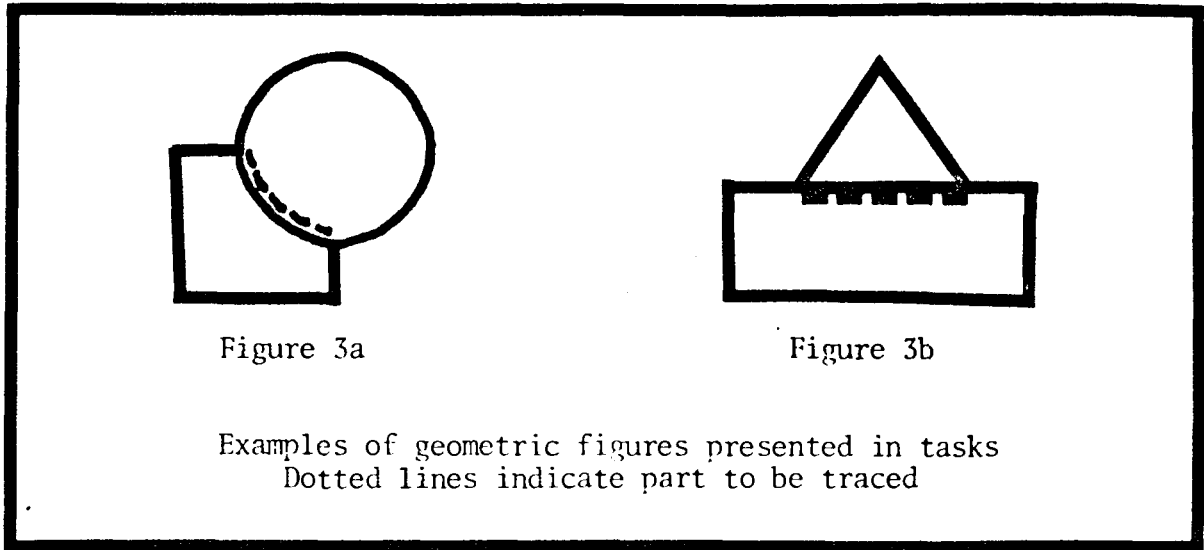 Figure 3a
Figure 3b
Examples of geometric figures presented in tasks
Dotted lines indicate part to be traced